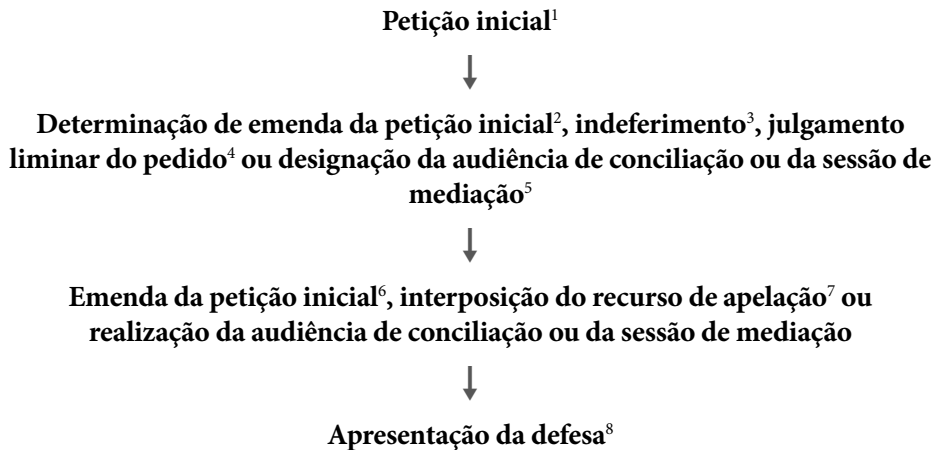 Petição inicial¹
Determinação de emenda da petição inicial², indeferimento³, julgamento
liminar do pedido⁴ ou designação da audiência de conciliação ou da sessão de
mediação⁵
Emenda da petição inicial⁶, interposição do recurso de apelação⁷ ou
realização da audiência de conciliação ou da sessão de mediação
Apresentação da defesa⁸